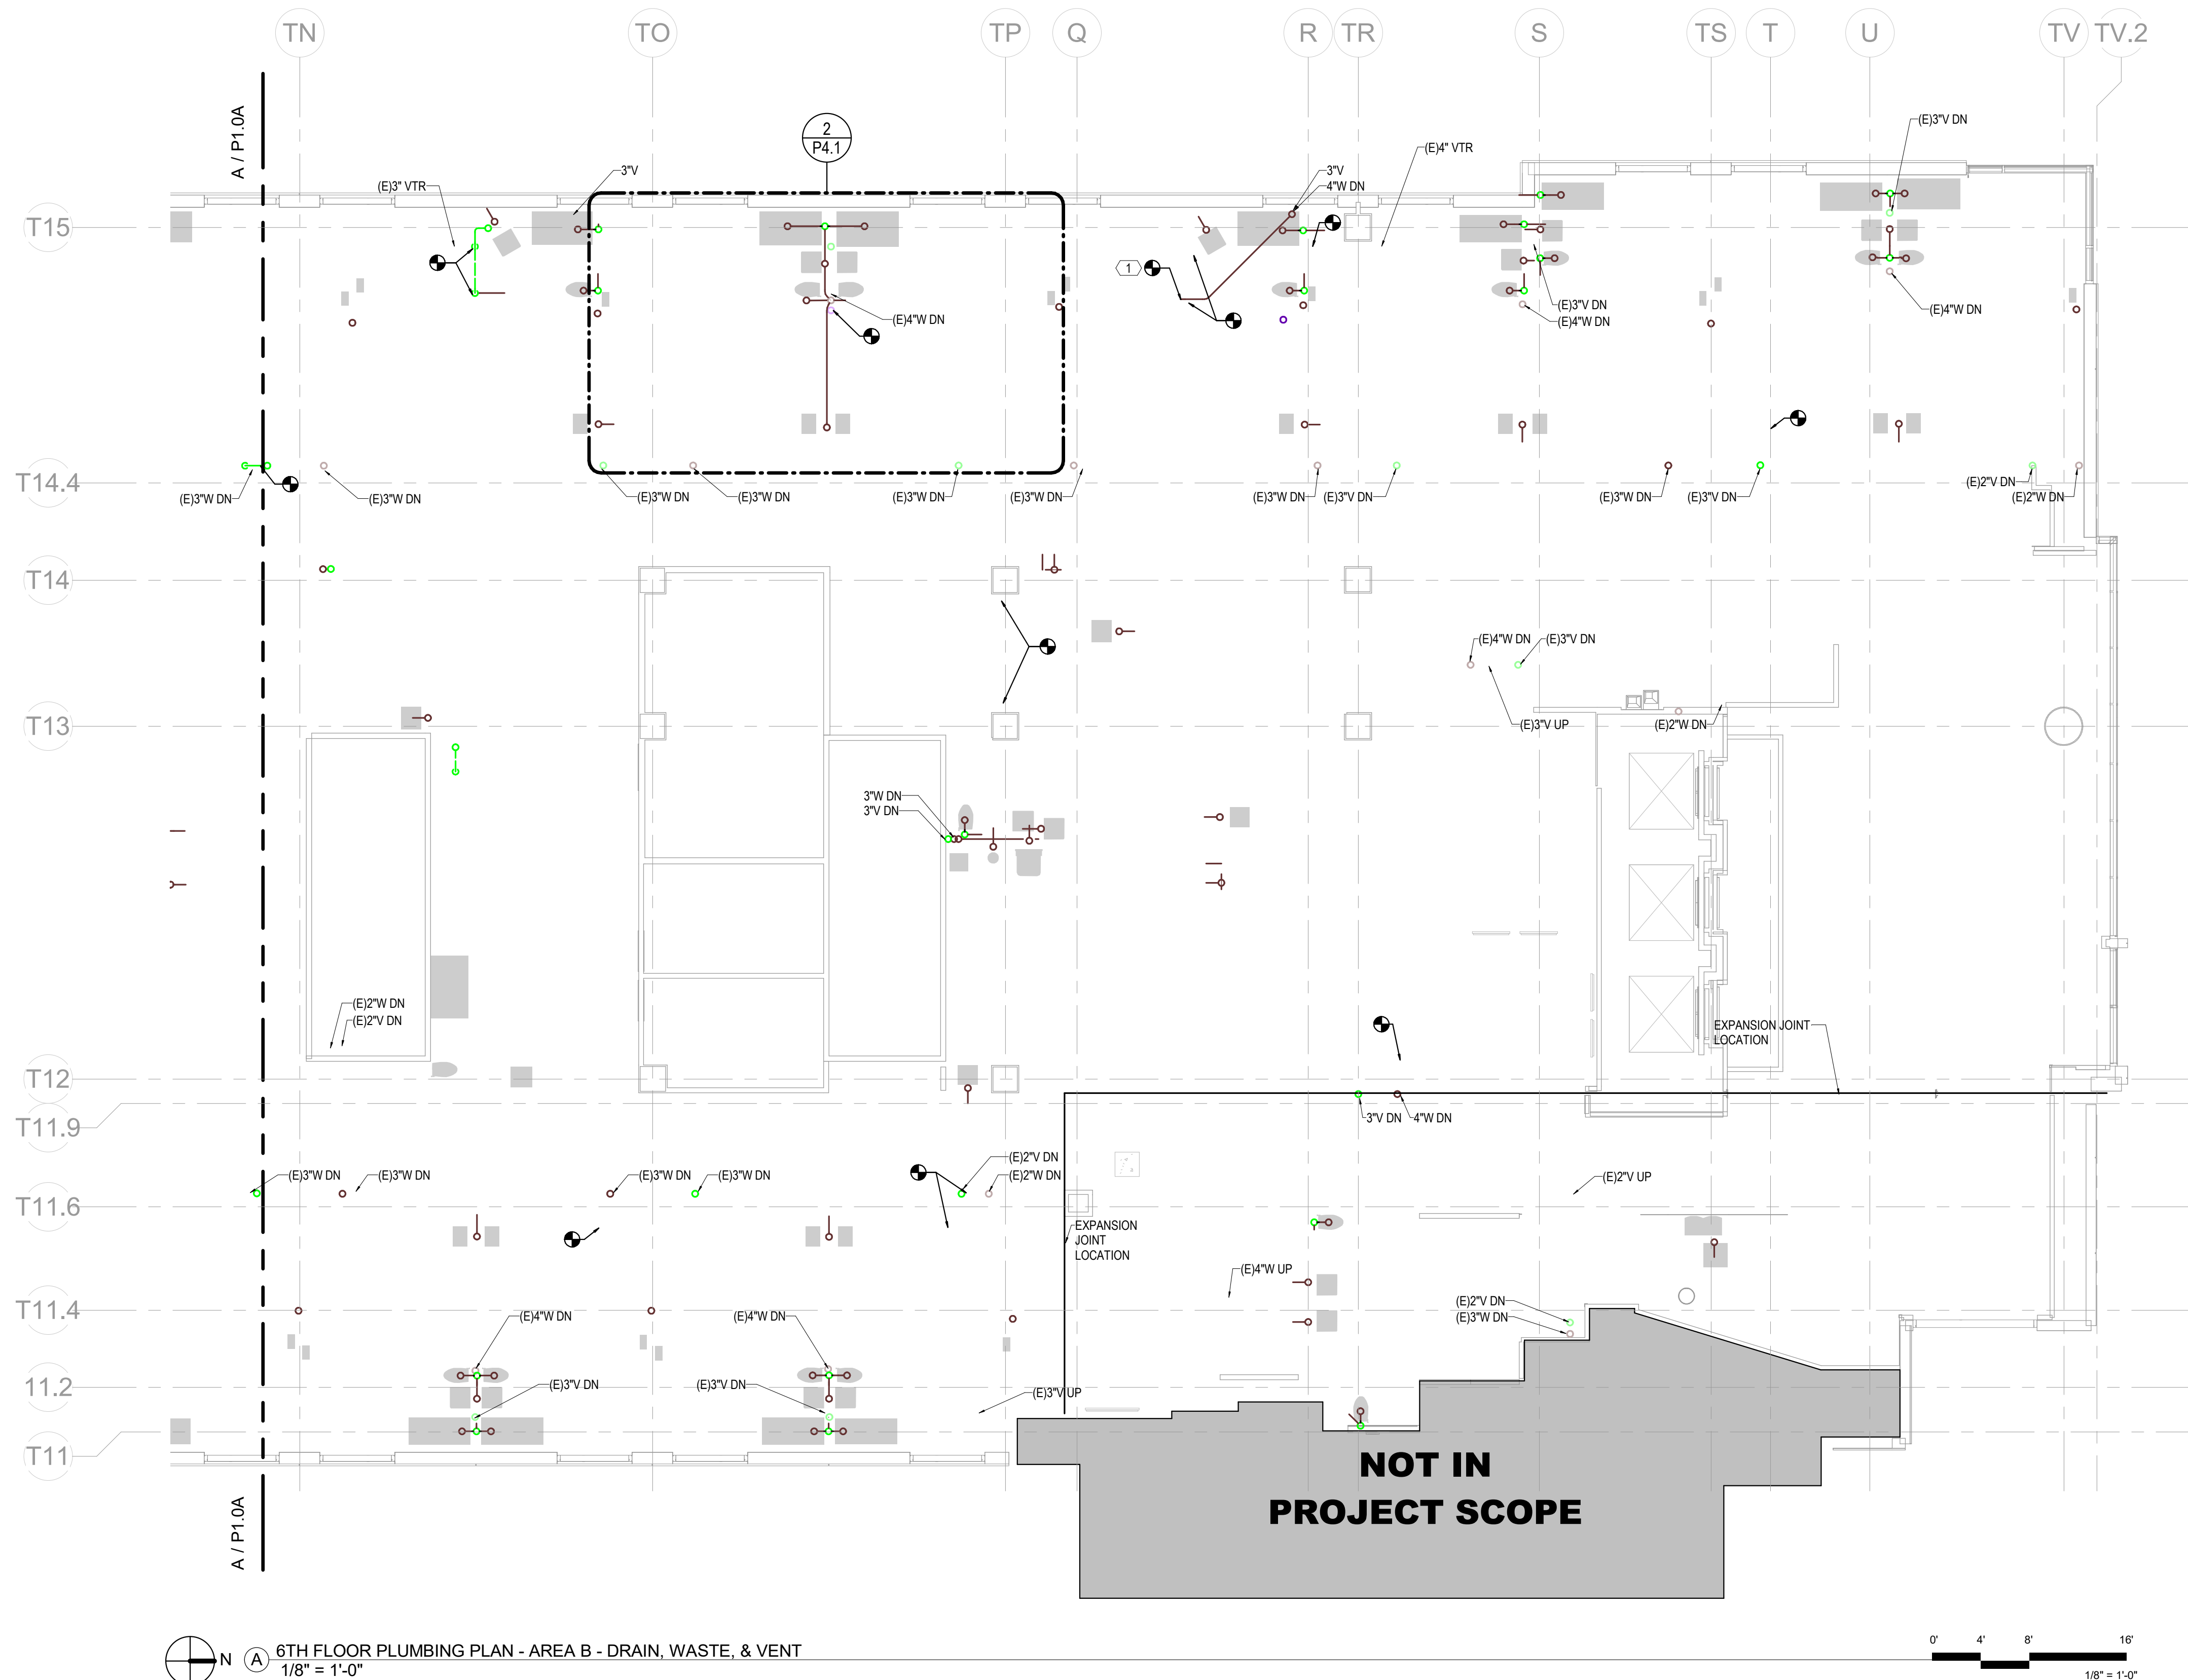 TN
TO
TP
Q
R
TR
S
TS
T
U
TV
TV.2
A / P1.0A
2
P4.1
(E)3"V DN
(E)4" VTR
3"V
3"V
4"W DN
(E)3" VTR
T15
1
(E)3"V DN
(E)4"W DN
(E)4"W DN
(E)4"W DN
T14.4
(E)3"W DN
(E)3"W DN
(E)3"W DN
(E)3"W DN
(E)3"W DN
(E)3"W DN
(E)3"W DN
(E)3"V DN
(E)3"W DN
(E)3"V DN
(E)2"V DN
(E)2"W DN
T14
(E)4"W DN
(E)3"V DN
T13
(E)3"V UP
(E)2"W DN
3"W DN
3"V DN
(E)2"W DN
(E)2"V DN
EXPANSION JOINT
LOCATION
T12
T11.9
3"V DN
4"W DN
(E)3"W DN
(E)3"W DN
(E)3"W DN
(E)3"W DN
(E)2"V DN
(E)2"W DN
(E)2"V UP
T11.6
EXPANSION
JOINT
LOCATION
(E)4"W UP
T11.4
(E)4"W DN
(E)4"W DN
(E)2"V DN
(E)3"W DN
11.2
(E)3"V DN
(E)3"V DN
(E)3"V UP
T11
NOT IN
PROJECT SCOPE
A / P1.0A
N
A
6TH FLOOR PLUMBING PLAN - AREA B - DRAIN, WASTE, & VENT
1/8" = 1'-0"
0'
4'
8'
16'
1/8" = 1'-0"